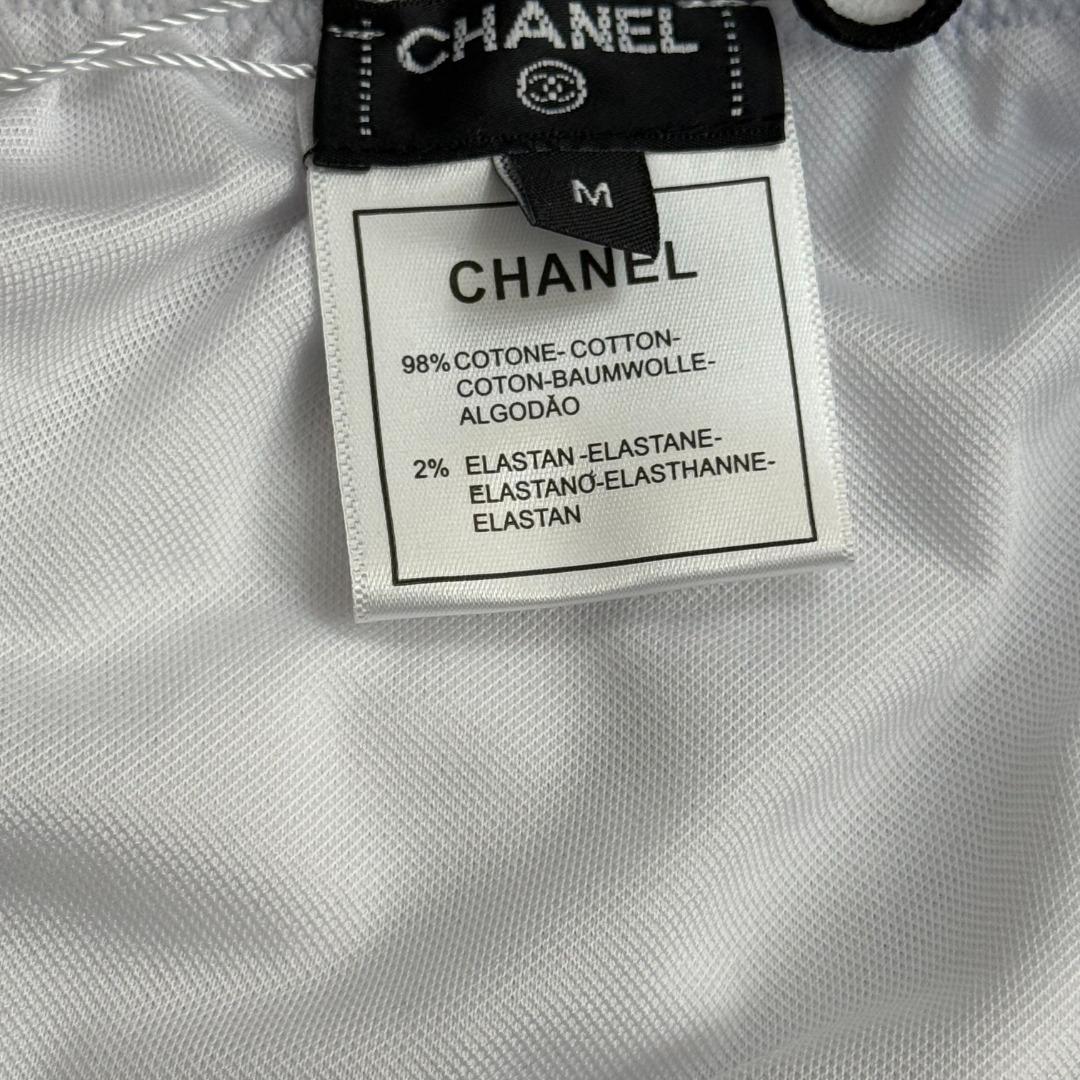 CHANEL
M
CHANEL
98% COTONE- COTTON-
COTON-BAUMWOLLE-
ALGODÃO
2% ELASTAN -ELASTANE-
ELASTANO-ELASTHANNE-
ELASTAN